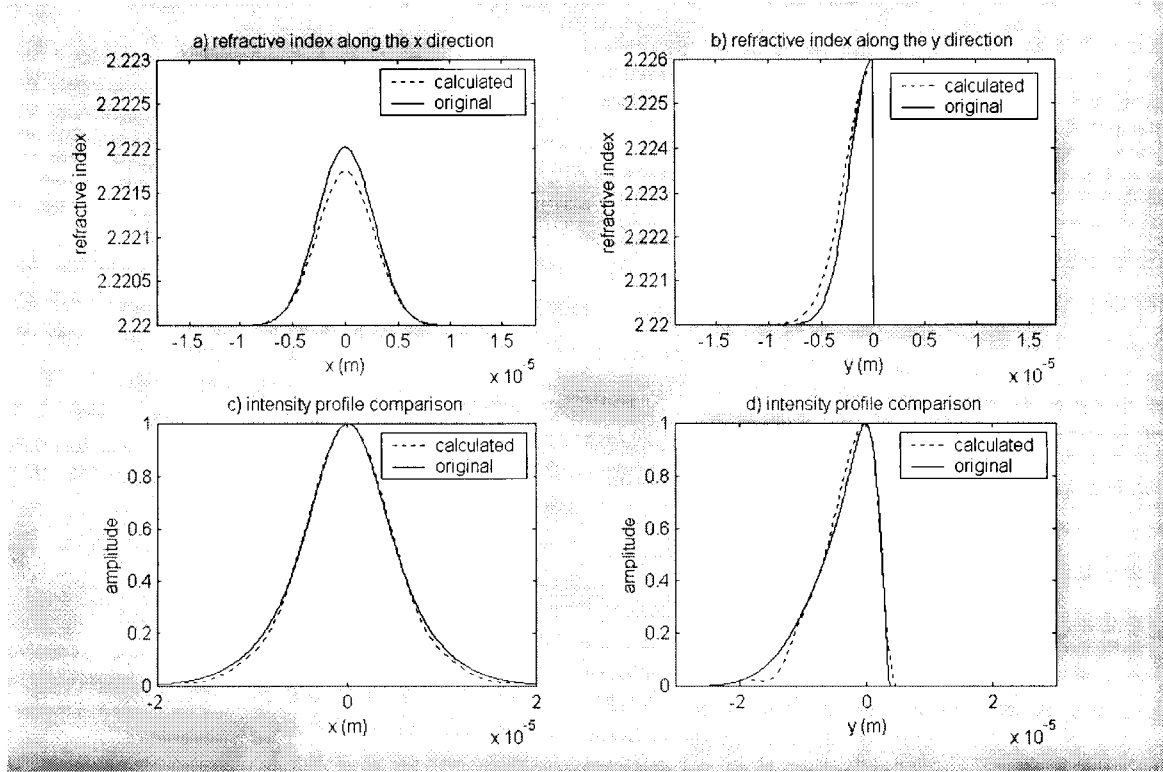 a) refractive index along the x direction
2.223
2.2225
2.222
2.2215
2.221
2.2205
2.22
refractive index
calculated
original
-1.5
-1
-0.5
0
0.5
1
1.5
x (m)
x 10^-5
b) refractive index along the y direction
2.226
2.225
2.224
2.223
2.222
2.221
2.22
refractive index
calculated
original
-1.5
-1
-0.5
0
0.5
1
1.5
y (m)
x 10^-5
c) intensity profile comparison
1
0.8
0.6
0.4
0.2
0
amplitude
calculated
original
-2
0
2
x (m)
x 10^-5
d) intensity profile comparison
1
0.8
0.6
0.4
0.2
0
amplitude
calculated
original
-2
0
2
y (m)
x 10^-5